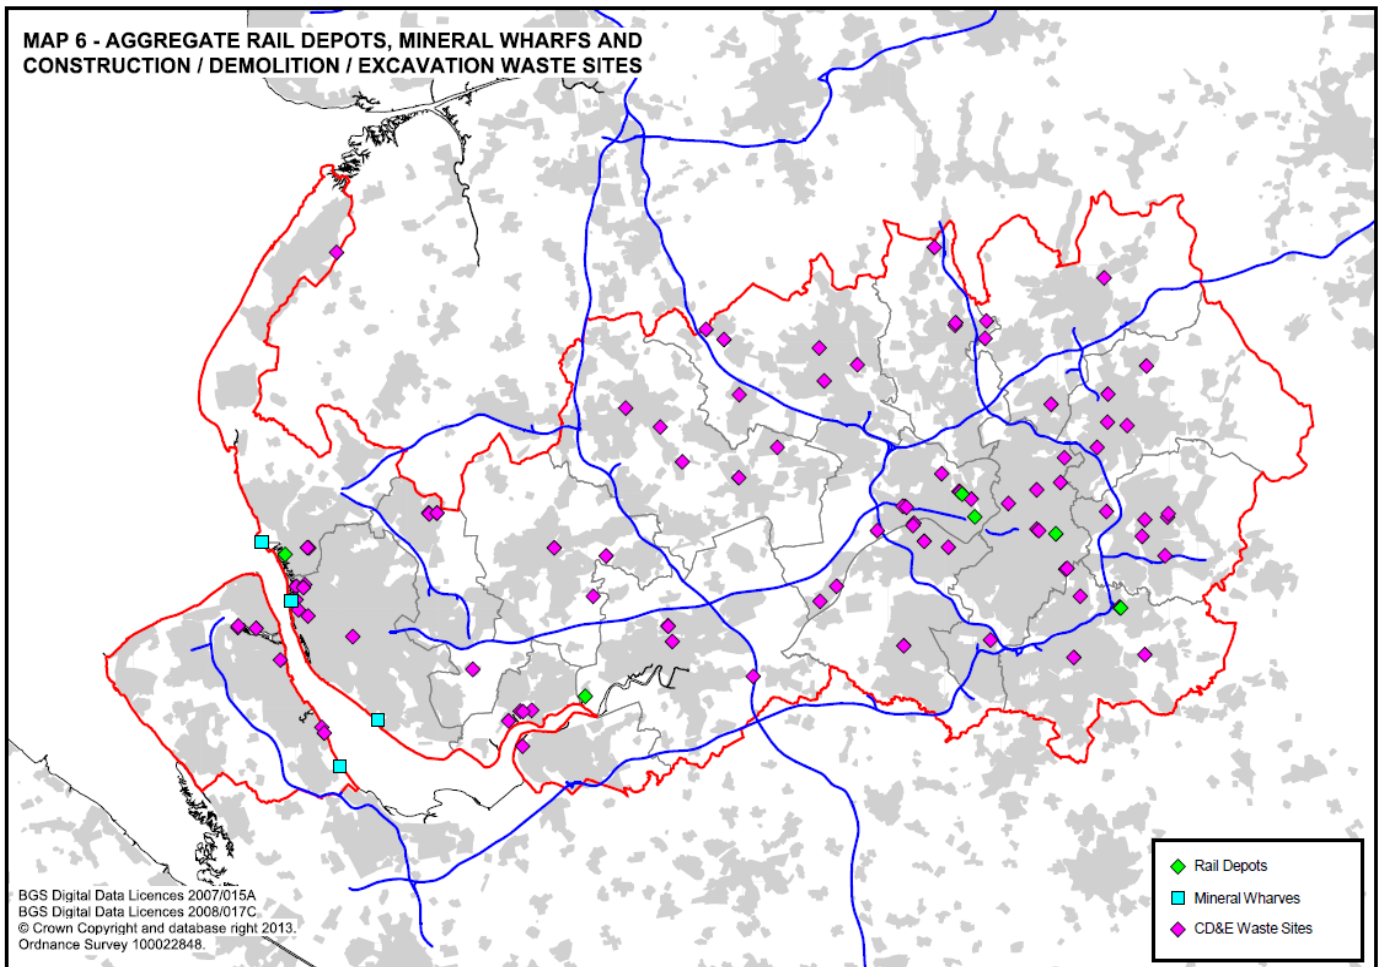 MAP 6 - AGGREGATE RAIL DEPOTS, MINERAL WHARFS AND
CONSTRUCTION / DEMOLITION / EXCAVATION WASTE SITES
Rail Depots
Mineral Wharves
CD&E Waste Sites
BGS Digital Data Licences 2007/015A
BGS Digital Data Licences 2008/017C
© Crown Copyright and database right 2013.
Ordnance Survey 100022848.